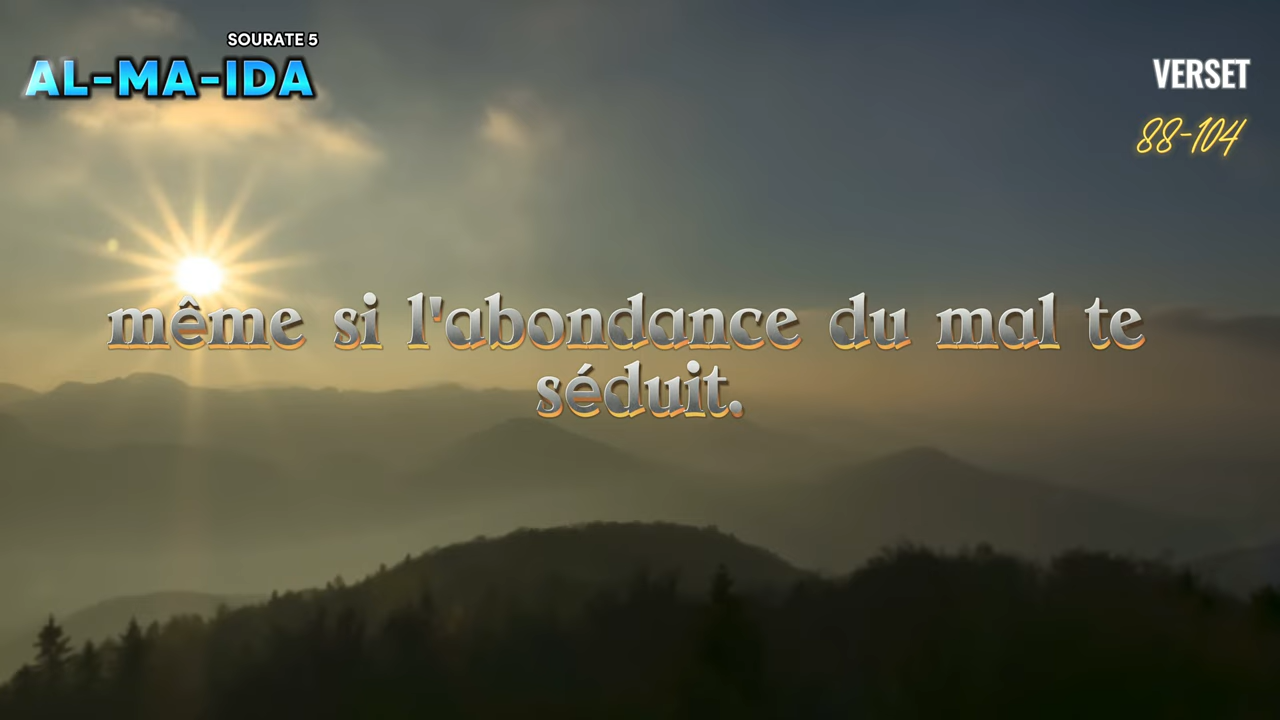 SOURATE 5
AL-MA-IDA
VERSET
88-104
même si l'abondance du mal te
séduit.